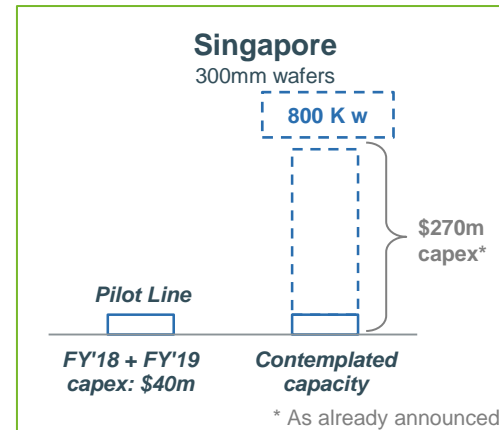 Singapore
300mm wafers
800 K w
$270m
capex*
Pilot Line
FY'18 + FY'19
capex: $40m
Contemplated
capacity
* As already announced